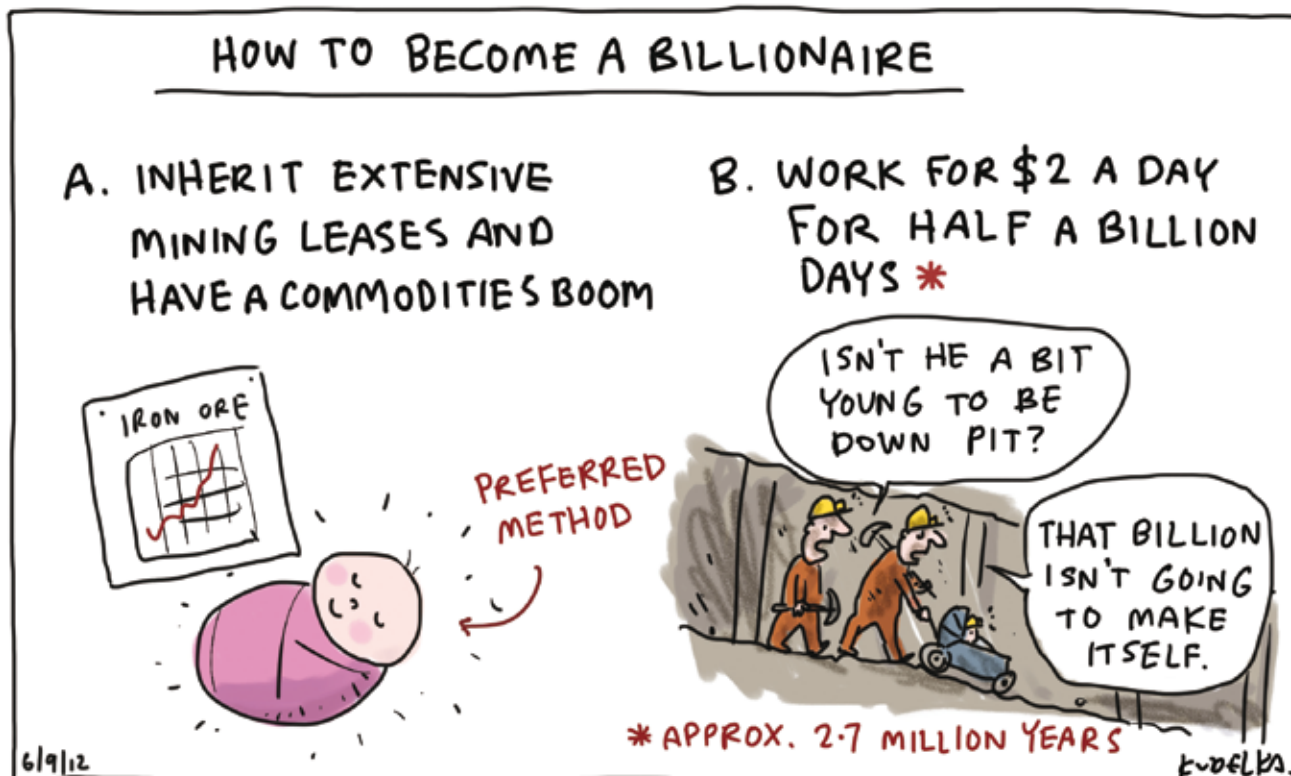 HOW TO BECOME A BILLIONAIRE
A. INHERIT EXTENSIVE
MINING LEASES AND
HAVE A COMMODITIES BOOM
IRON ORE
PREFERRED
METHOD
B. WORK FOR $2 A DAY
FOR HALF A BILLION
DAYS *
ISN'T HE A BIT
YOUNG TO BE
DOWN PIT?
THAT BILLION
ISN'T GOING
TO MAKE
ITSELF.
* APPROX. 2.7 MILLION YEARS
6/9/12
KUDELKA.